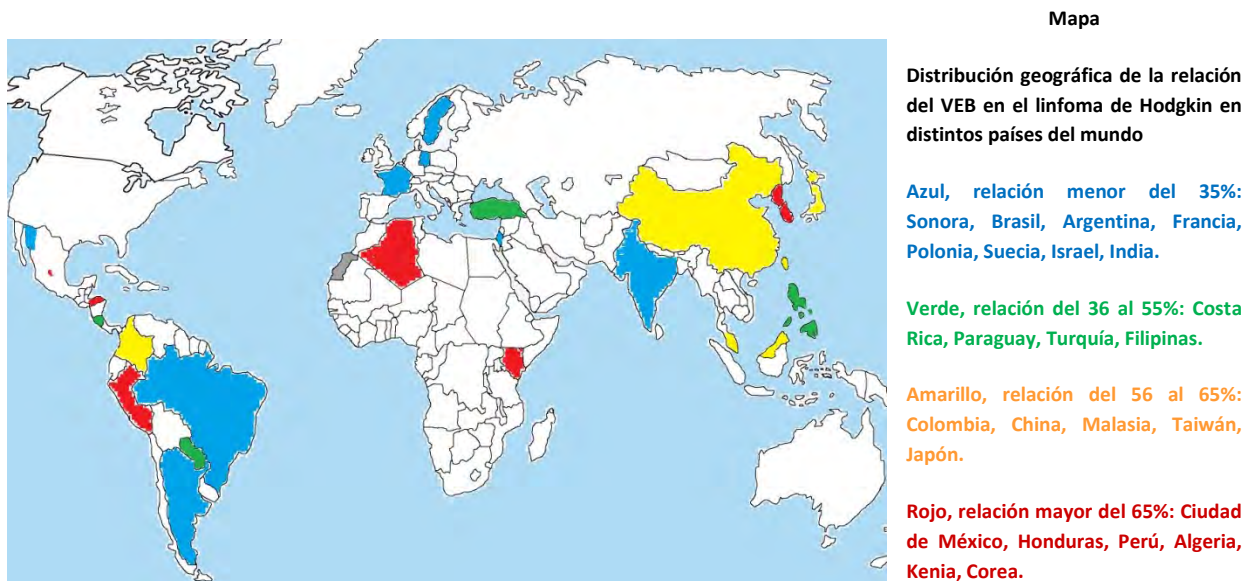 Mapa
Distribución geográfica de la relación
del VEB en el linfoma de Hodgkin en
distintos países del mundo
Azul, relación menor del 35%:
Sonora, Brasil, Argentina, Francia,
Polonia, Suecia, Israel, India.
Verde, relación del 36 al 55%: Costa
Rica, Paraguay, Turquía, Filipinas.
Amarillo, relación del 56 al 65%:
Colombia, China, Malasia, Taiwán,
Japón.
Rojo, relación mayor del 65%: Ciudad
de México, Honduras, Perú, Algeria,
Kenia, Corea.